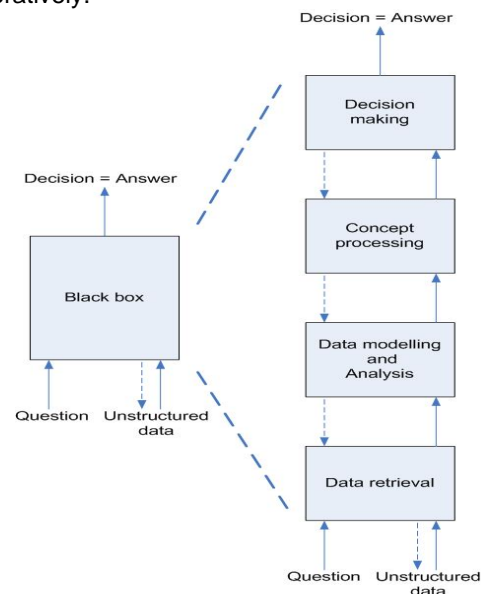 Decision = Answer
Decision
making
Decision = Answer
Concept
processing
Black box
Data modelling
and
Analysis
Question
Unstructured
data
Data retrieval
Question
Unstructured
data